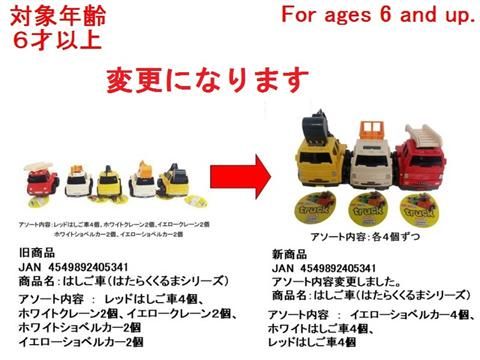 対象年齢
６才以上
For ages 6 and up.
変更になります
アソート内容：レッドはしご車4個、ホワイトクレーン2個、イエロークレーン2個
ホワイトショベルカー2個、イエローショベルカー2個
旧商品
JAN 4549892405341
商品名：はしご車（はたらくくるまシリーズ）
アソート内容 ： レッドはしご車4個、
ホワイトクレーン2個、イエロークレーン２個、
ホワイトショベルカー2個
イエローショベルカー2個
truck
truck
truck
アソート内容：各４個ずつ
新商品
JAN 4549892405341
アソート内容変更しました。
商品名：はしご車（はたらくくるまシリーズ）
アソート内容 ： イエローショベルカー4個、
ホワイトはしご車4個
レッドはしご車4個